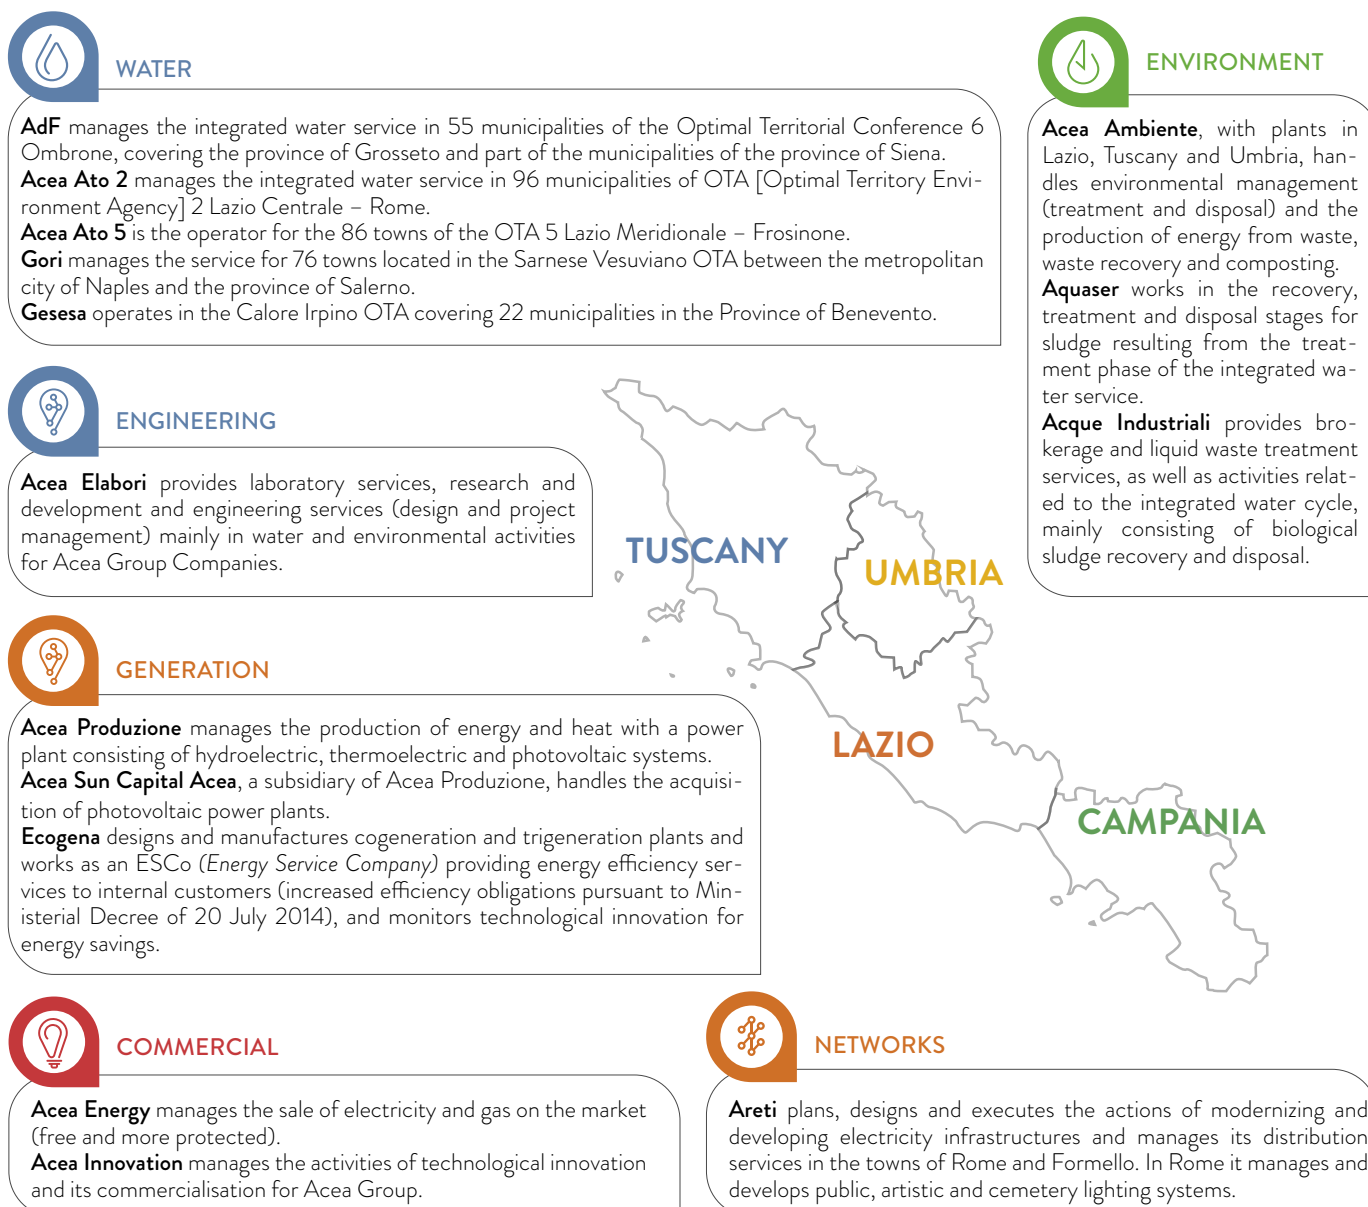 WATER
AdF manages the integrated water service in 55 municipalities of the Optimal Territorial Conference 6
Ombrone, covering the province of Grosseto and part of the municipalities of the province of Siena.
Acea Ato 2 manages the integrated water service in 96 municipalities of OTA [Optimal Territory Envi-
ronment Agency] 2 Lazio Centrale – Rome.
Acea Ato 5 is the operator for the 86 towns of the OTA 5 Lazio Meridionale – Frosinone.
Gori manages the service for 76 towns located in the Sarnese Vesuviano OTA between the metropolitan
city of Naples and the province of Salerno.
Gesesa operates in the Calore Irpino OTA covering 22 municipalities in the Province of Benevento.
ENVIRONMENT
Acea Ambiente, with plants in
Lazio, Tuscany and Umbria, han-
dles environmental management
(treatment and disposal) and the
production of energy from waste,
waste recovery and composting.
Aquaser works in the recovery,
treatment and disposal stages for
sludge resulting from the treat-
ment phase of the integrated wa-
ter service.
Acque Industriali provides bro-
kerage and liquid waste treatment
services, as well as activities relat-
ed to the integrated water cycle,
mainly consisting of biological
sludge recovery and disposal.
ENGINEERING
Acea Elabori provides laboratory services, research and
development and engineering services (design and project
management) mainly in water and environmental activities
for Acea Group Companies.
TUSCANY
UMBRIA
LAZIO
CAMPANIA
GENERATION
Acea Produzione manages the production of energy and heat with a power
plant consisting of hydroelectric, thermoelectric and photovoltaic systems.
Acea Sun Capital Acea, a subsidiary of Acea Produzione, handles the acquisi-
tion of photovoltaic power plants.
Ecogena designs and manufactures cogeneration and trigeneration plants and
works as an ESCo (Energy Service Company) providing energy efficiency ser-
vices to internal customers (increased efficiency obligations pursuant to Min-
isterial Decree of 20 July 2014), and monitors technological innovation for
energy savings.
COMMERCIAL
Acea Energy manages the sale of electricity and gas on the market
(free and more protected).
Acea Innovation manages the activities of technological innovation
and its commercialisation for Acea Group.
NETWORKS
Areti plans, designs and executes the actions of modernizing and
developing electricity infrastructures and manages its distribution
services in the towns of Rome and Formello. In Rome it manages and
develops public, artistic and cemetery lighting systems.